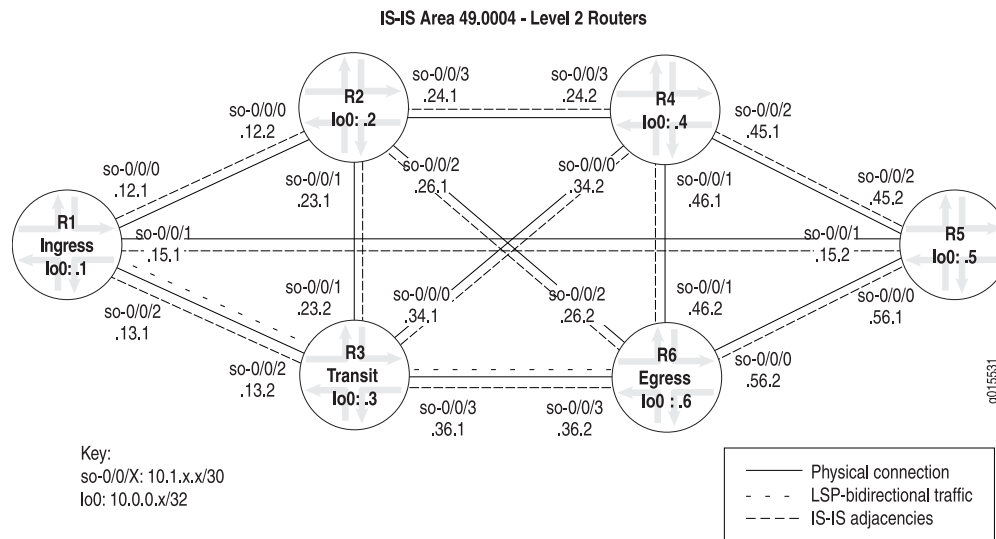 IS-IS Area 49.0004 - Level 2 Routers
so-0/0/3
.24.1
so-0/0/3
.24.2
R2
lo0: .2
R4
lo0: .4
so-0/0/0
.12.2
so-0/0/2
.45.1
so-0/0/0
.12.1
so-0/0/1
.23.1
so-0/0/2
.26.1
so-0/0/0
.34.2
so-0/0/1
.46.1
so-0/0/2
.45.2
R1
Ingress
lo0: .1
so-0/0/1
.15.1
so-0/0/1
.15.2
R5
lo0: .5
so-0/0/2
.13.1
so-0/0/1
.23.2
so-0/0/0
.34.1
so-0/0/2
.26.2
so-0/0/1
.46.2
so-0/0/0
.56.1
so-0/0/2
.13.2
R3
Transit
lo0: .3
R6
Egress
lo0 : .6
so-0/0/0
.56.2
so-0/0/3
.36.1
so-0/0/3
.36.2
g015531
Key:
so-0/0/X: 10.1.x.x/30
lo0: 10.0.0.x/32
Physical connection
LSP-bidirectional traffic
IS-IS adjacencies